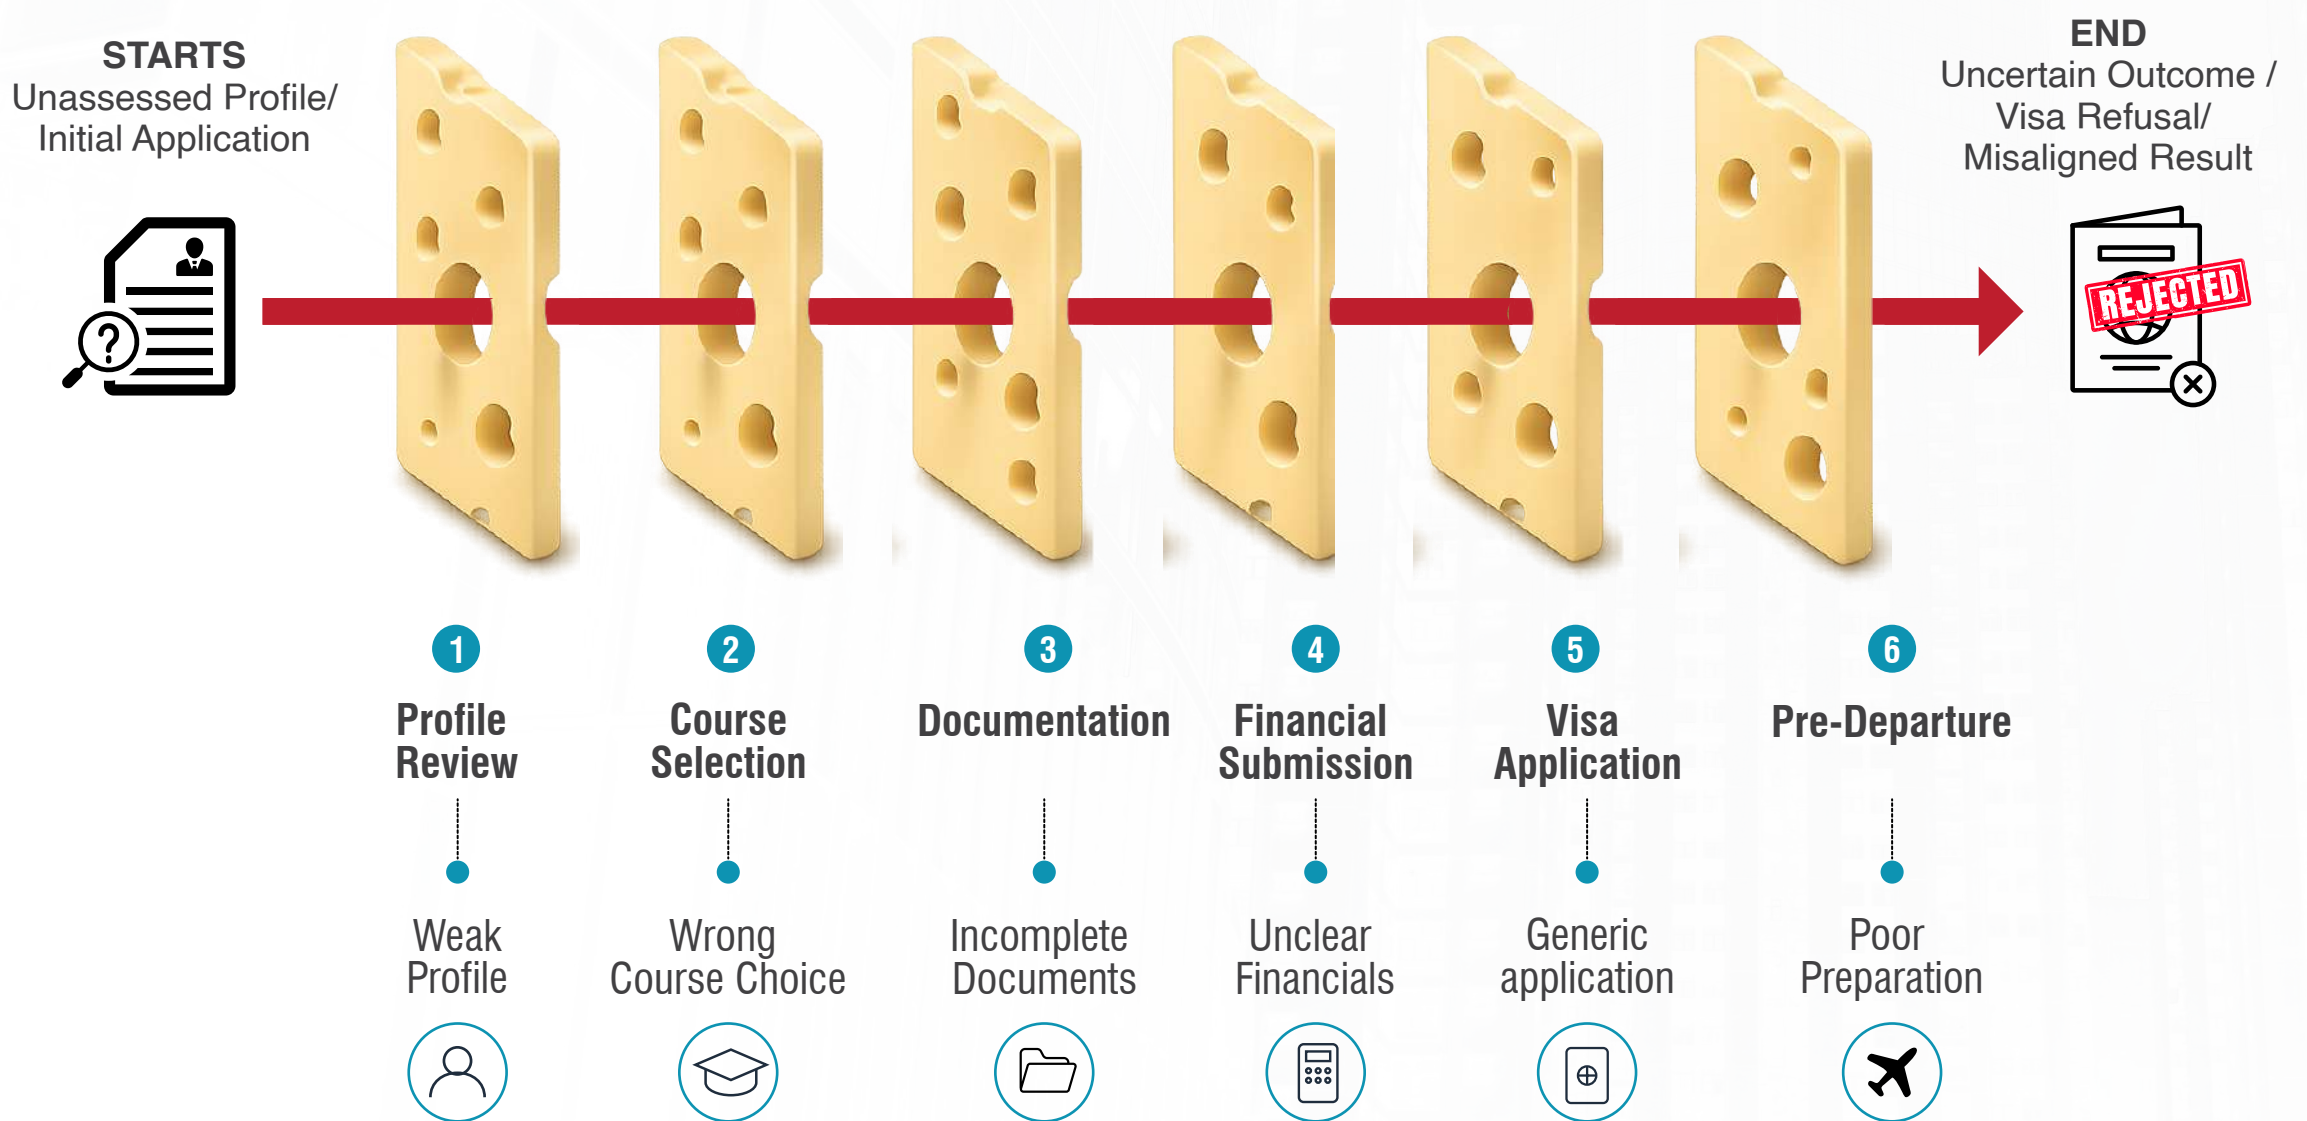 STARTS
Unassessed Profile/
Initial Application
END
Uncertain Outcome /
Visa Refusal/
Misaligned Result
?
REJECTED
1
Profile
Review
Weak
Profile
2
Course
Selection
Wrong
Course Choice
3
Documentation
Incomplete
Documents
4
Financial
Submission
Unclear
Financials
5
Visa
Application
Generic
application
6
Pre-Departure
Poor
Preparation